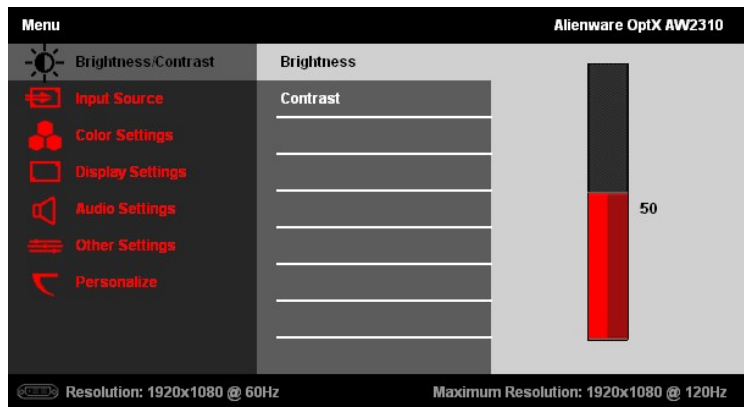 Menu Alienware OptX AW2310
Brightness/Contrast Brightness
Input Source Contrast
Color Settings
Display Settings
Audio Settings 50
Other Settings
Personalize
Resolution: 1920x1080 @ 60Hz Maximum Resolution: 1920x1080 @ 120Hz